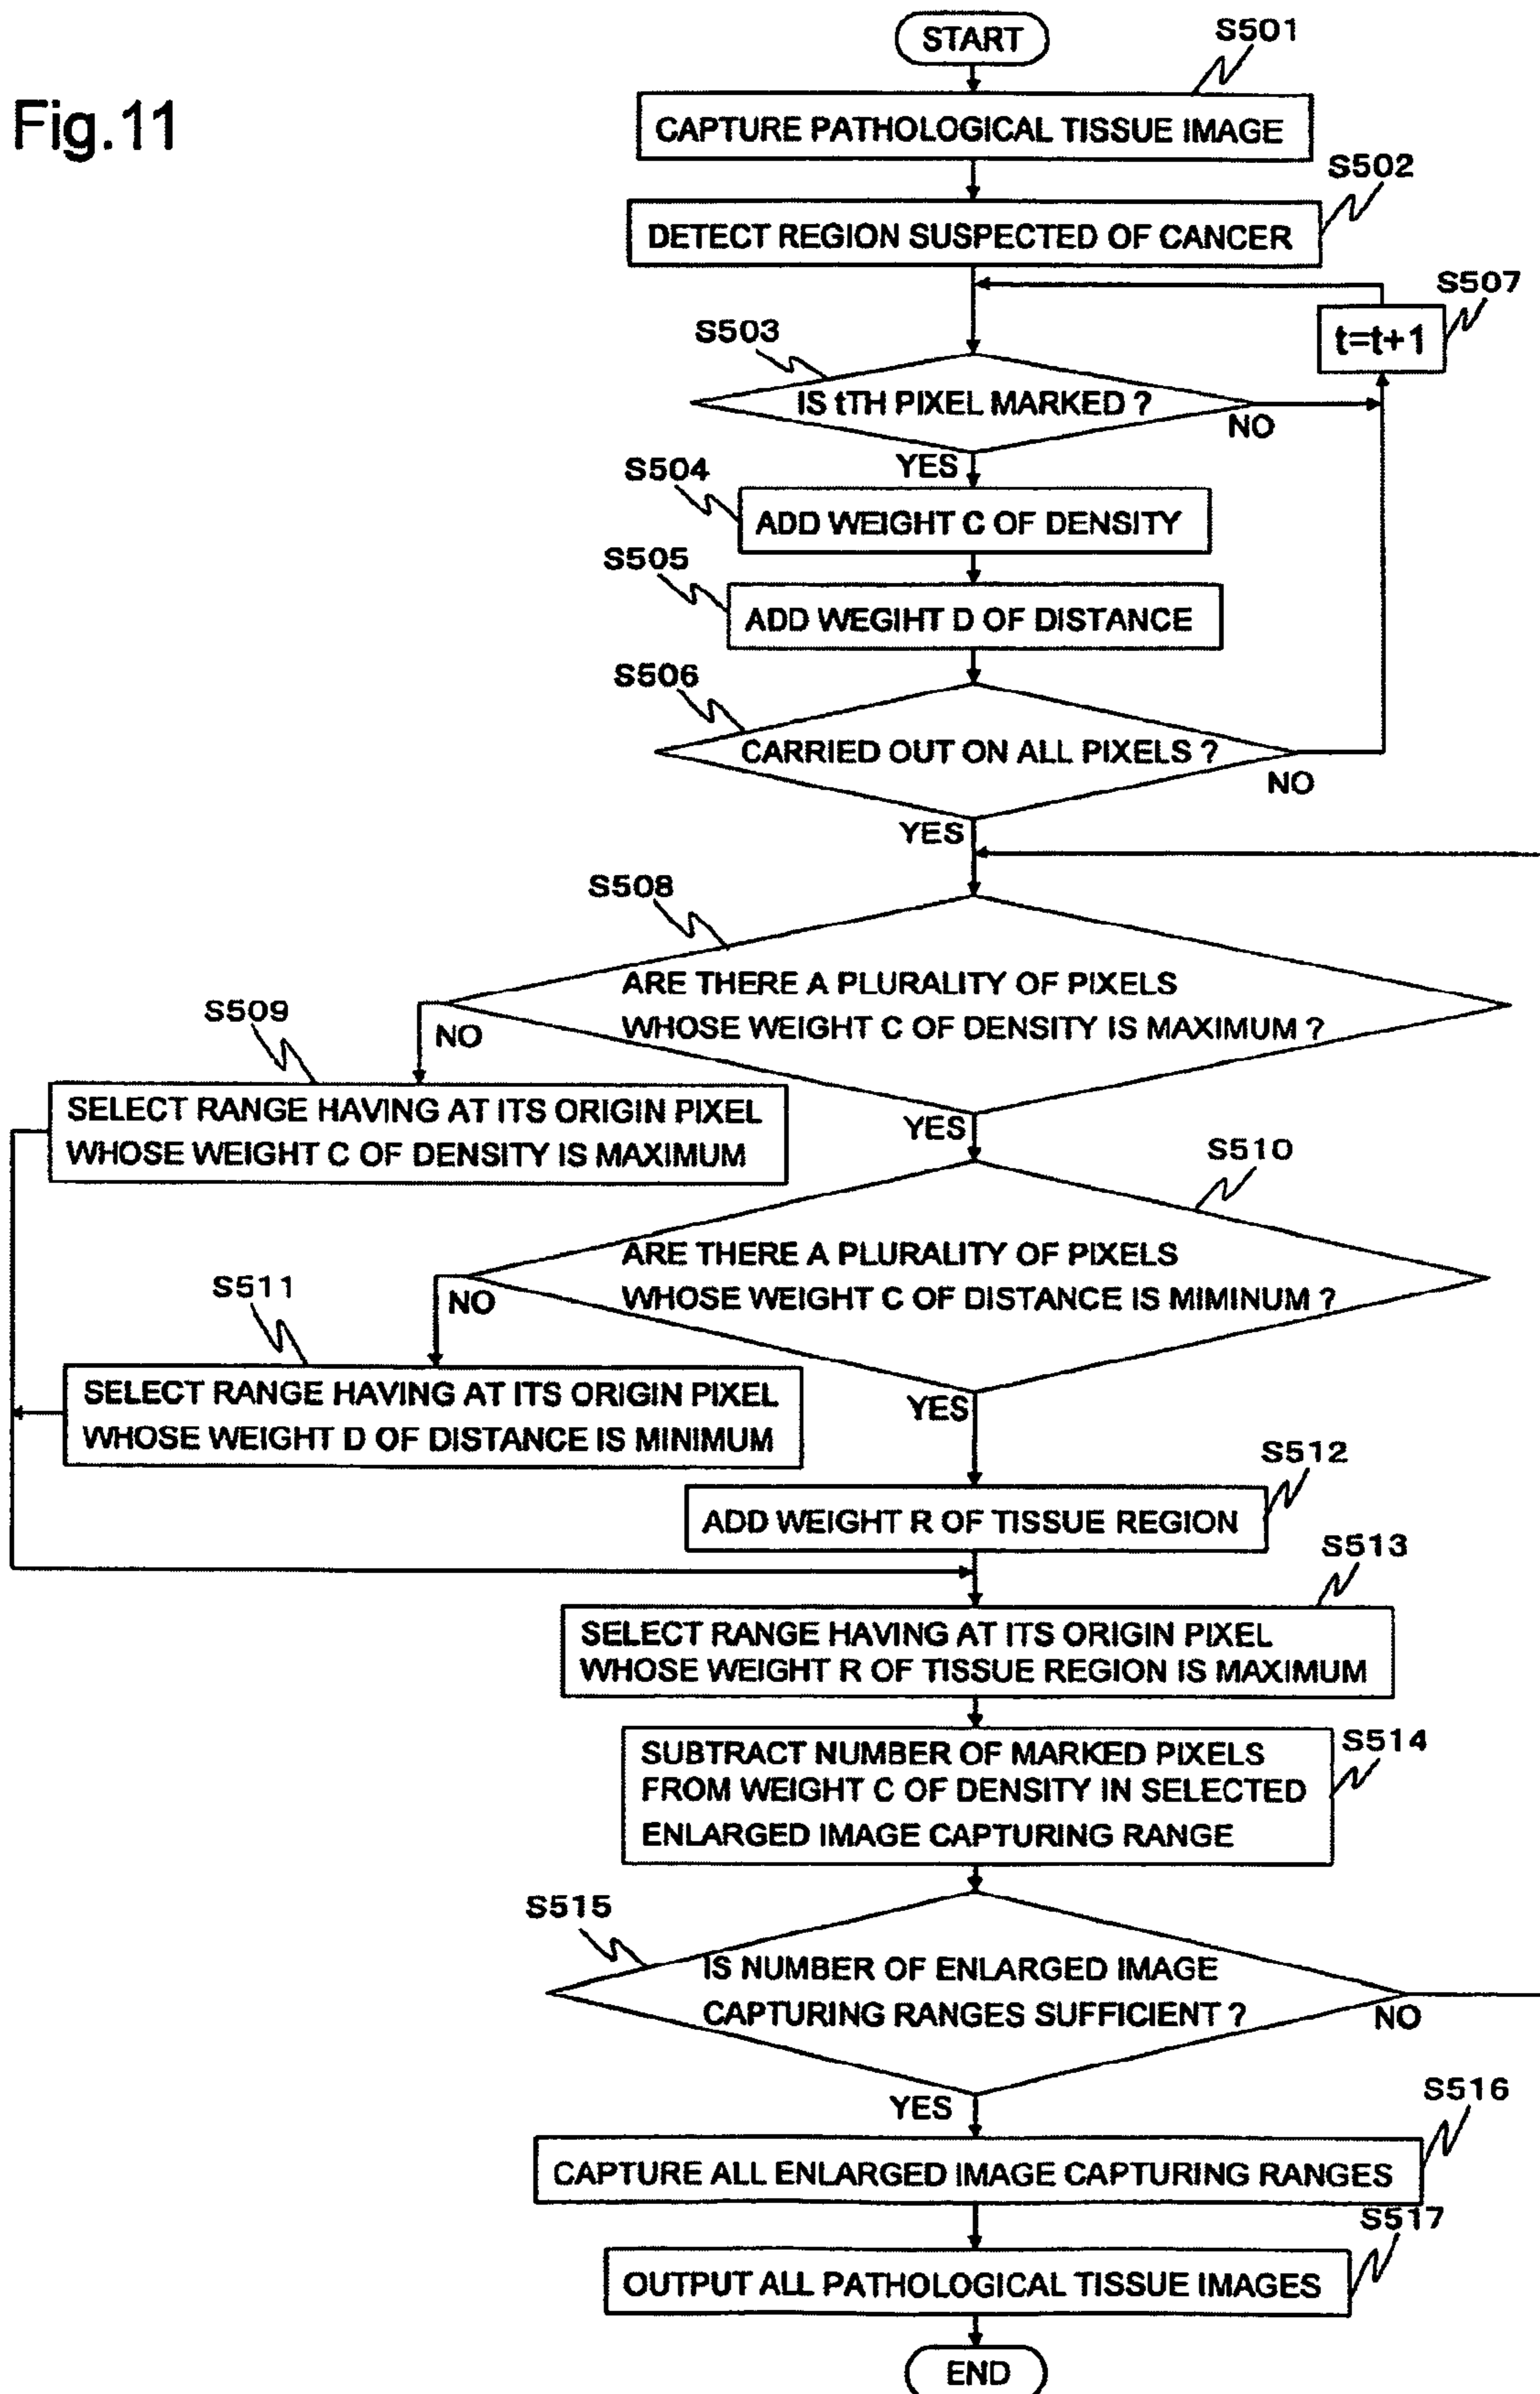 Fig.11
START
S501
CAPTURE PATHOLOGICAL TISSUE IMAGE
S502
DETECT REGION SUSPECTED OF CANCER
S507
t=t+1
S503
IS tTH PIXEL MARKED ?
NO
YES
S504
ADD WEIGHT C OF DENSITY
S505
ADD WEGIHT D OF DISTANCE
S506
CARRIED OUT ON ALL PIXELS ?
NO
YES
S508
ARE THERE A PLURALITY OF PIXELS
WHOSE WEIGHT C OF DENSITY IS MAXIMUM ?
S509
NO
SELECT RANGE HAVING AT ITS ORIGIN PIXEL
WHOSE WEIGHT C OF DENSITY IS MAXIMUM
YES
S510
ARE THERE A PLURALITY OF PIXELS
WHOSE WEIGHT C OF DISTANCE IS MIMINUM ?
S511
NO
SELECT RANGE HAVING AT ITS ORIGIN PIXEL
WHOSE WEIGHT D OF DISTANCE IS MINIMUM
YES
S512
ADD WEIGHT R OF TISSUE REGION
S513
SELECT RANGE HAVING AT ITS ORIGIN PIXEL
WHOSE WEIGHT R OF TISSUE REGION IS MAXIMUM
S514
SUBTRACT NUMBER OF MARKED PIXELS
FROM WEIGHT C OF DENSITY IN SELECTED
ENLARGED IMAGE CAPTURING RANGE
S515
IS NUMBER OF ENLARGED IMAGE
CAPTURING RANGES SUFFICIENT ?
NO
YES
S516
CAPTURE ALL ENLARGED IMAGE CAPTURING RANGES
S517
OUTPUT ALL PATHOLOGICAL TISSUE IMAGES
END